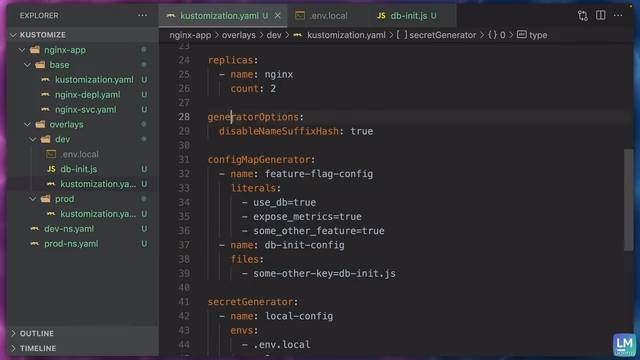 EXPLORER
kustomization.yaml U
.env.local
JS db-init.js U
KUSTOMIZE
nginx-app > overlays > dev > kustomization.yaml > [ ] secretGenerator > {} 0 > type
nginx-app
base
kustomization.yaml U
nginx-depl.yaml U
nginx-svc.yaml U
overlays
dev
.env.local
JS db-init.js U
kustomization.ya... U
prod
kustomization.ya... U
dev-ns.yaml U
prod-ns.yaml U
OUTLINE
TIMELINE
23
24 replicas:
25 - name: nginx
26 count: 2
27
28 generatorOptions:
29 disableNameSuffixHash: true
30
31 configMapGenerator:
32 - name: feature-flag-config
33 literals:
34 - use_db=true
35 - expose_metrics=true
36 - some_other_feature=true
37 - name: db-init-config
38 files:
39 - some-other-key=db-init.js
40
41 secretGenerator:
42 - name: local-config
43 envs:
44 - .env.local
LM